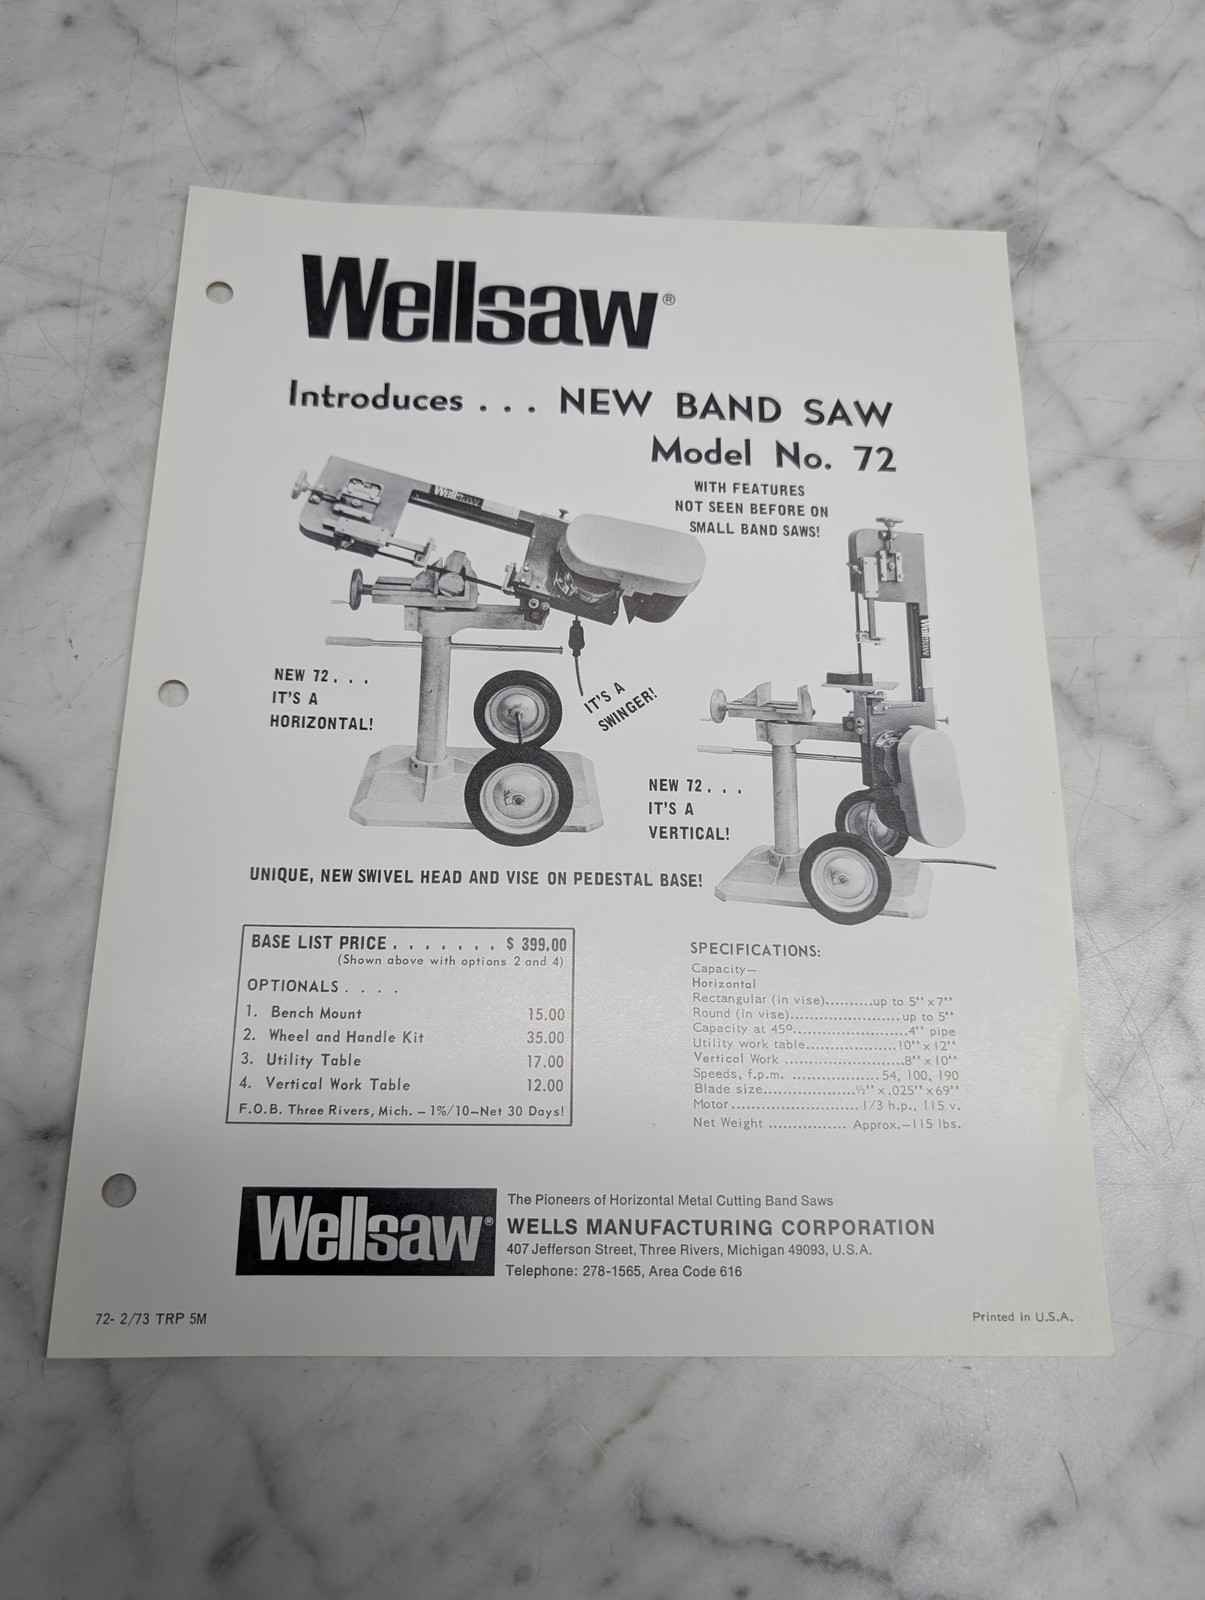 Wellsaw®
Introduces . . . NEW BAND SAW
Model No. 72
WITH FEATURES
NOT SEEN BEFORE ON
SMALL BAND SAWS!
Wellsaw
Wellsaw
NEW 72 . . .
IT'S A
HORIZONTAL!
IT'S A
SWINGER!
NEW 72 . . .
IT'S A
VERTICAL!
UNIQUE, NEW SWIVEL HEAD AND VISE ON PEDESTAL BASE!
BASE LIST PRICE . . . . . . . $ 399.00
(Shown above with options 2 and 4)
OPTIONALS . . . .
1. Bench Mount 15.00
2. Wheel and Handle Kit 35.00
3. Utility Table 17.00
4. Vertical Work Table 12.00
F.O.B. Three Rivers, Mich. – 1%/10–Net 30 Days!
SPECIFICATIONS:
Capacity—
Horizontal
Rectangular (in vise)..........up to 5'' x 7''
Round (in vise)........................up to 5''
Capacity at 45°.........................4'' pipe
Utility work table....................10'' x 12''
Vertical Work ..........................8'' x 10''
Speeds, f.p.m. ...................54, 100, 190
Blade size....................½'' x .025'' x 69''
Motor............................1/3 h.p., 115 v.
Net Weight ................. Approx.—115 lbs.
Wellsaw®
The Pioneers of Horizontal Metal Cutting Band Saws
WELLS MANUFACTURING CORPORATION
407 Jefferson Street, Three Rivers, Michigan 49093, U.S.A.
Telephone: 278-1565, Area Code 616
72- 2/73 TRP 5M
Printed in U.S.A.